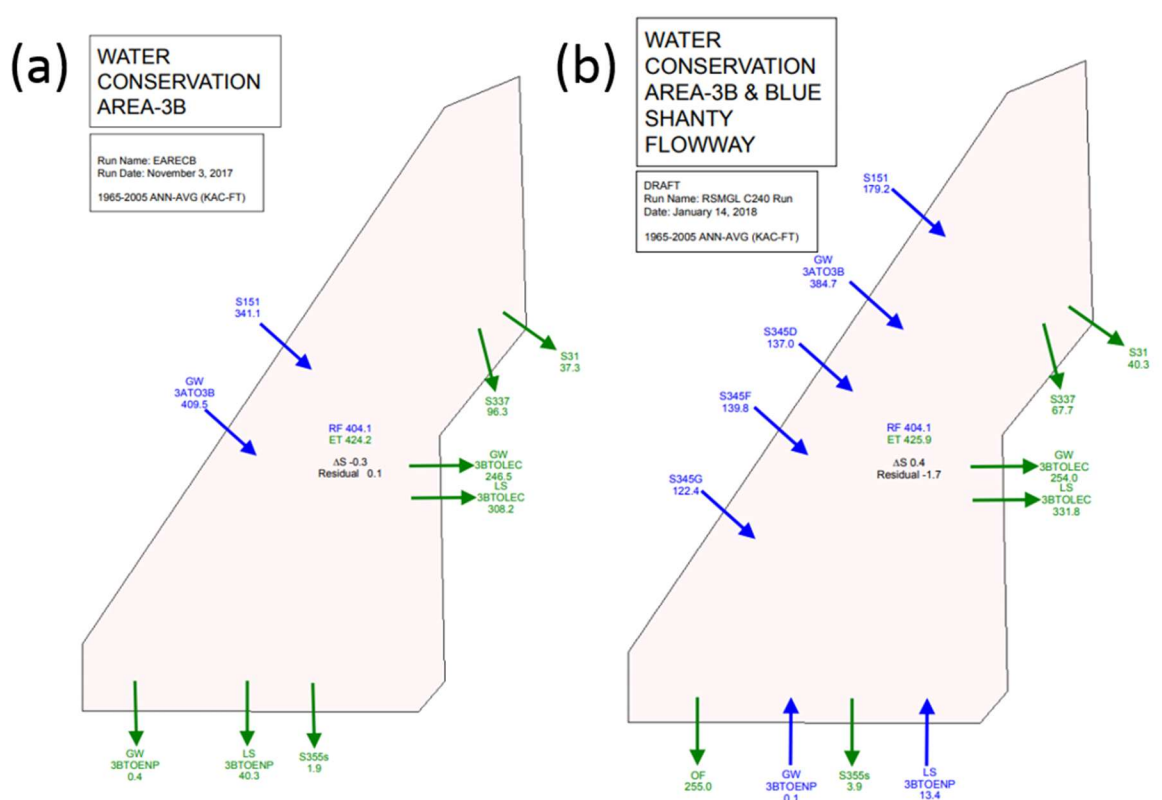 (a)
WATER
CONSERVATION
AREA-3B
Run Name: EARECB
Run Date: November 3, 2017
1965-2005 ANN-AVG (KAC-FT)
S151
341.1
GW
3ATO3B
409.5
S31
37.3
S337
96.3
RF 404.1
ET 424.2
ΔS -0.3
Residual 0.1
GW
3BTOLEC
246.5
LS
3BTOLEC
308.2
GW
3BTOENP
0.4
LS
3BTOENP
40.3
S355s
1.9
(b)
WATER
CONSERVATION
AREA-3B & BLUE
SHANTY
FLOWWAY
DRAFT
Run Name: RSMGL C240 Run
Date: January 14, 2018
1965-2005 ANN-AVG (KAC-FT)
S151
179.2
GW
3ATO3B
384.7
S345D
137.0
S345F
139.8
S345G
122.4
S31
40.3
S337
67.7
RF 404.1
ET 425.9
ΔS 0.4
Residual -1.7
GW
3BTOLEC
254.0
LS
3BTOLEC
331.8
OF
255.0
GW
3BTOENP
0.1
S355s
3.9
LS
3BTOENP
13.4